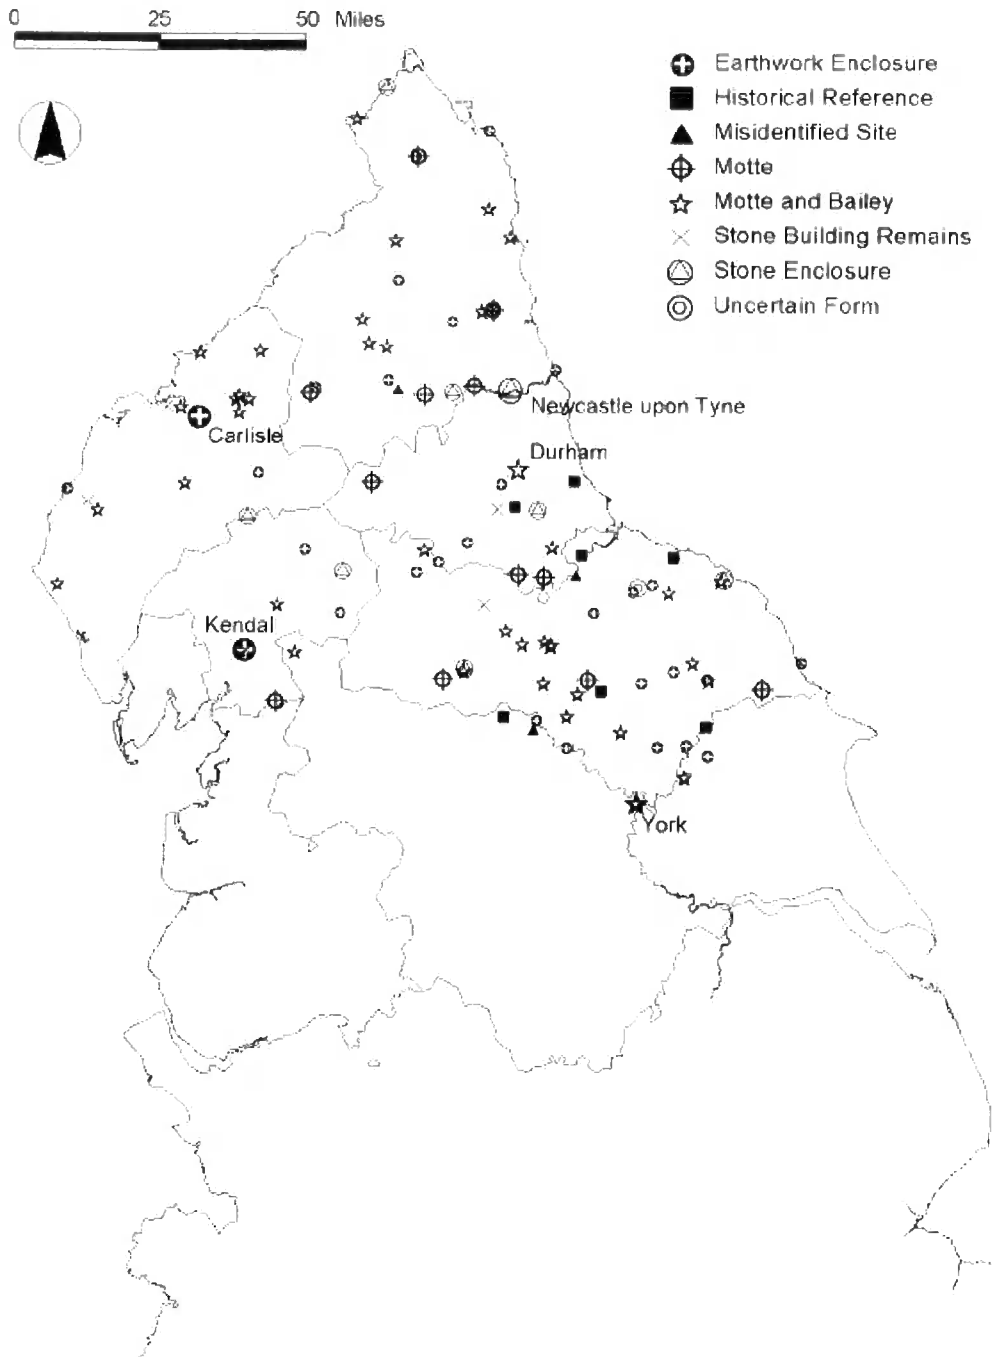 0 25 50 Miles
Earthwork Enclosure
Historical Reference
Misidentified Site
Motte
Motte and Bailey
Stone Building Remains
Stone Enclosure
Uncertain Form
Newcastle upon Tyne
Carlisle
Durham
Kendal
York